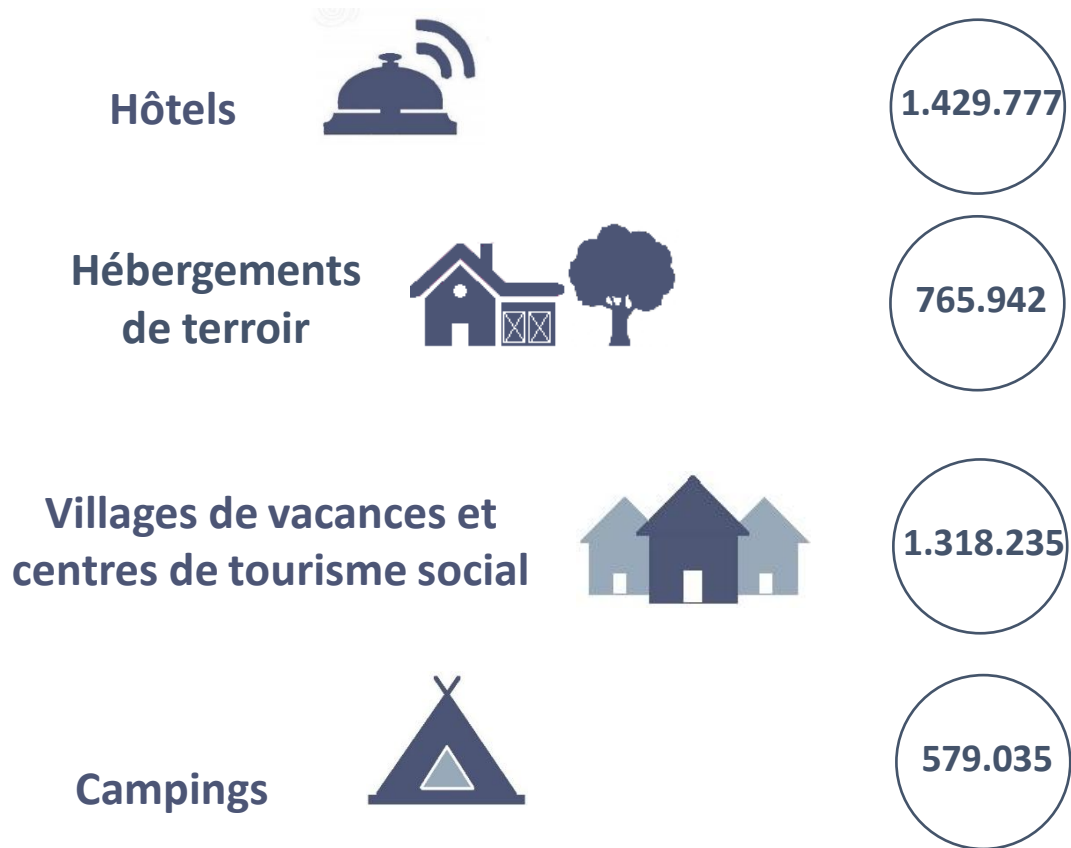 Hôtels
1.429.777
Hébergements
de terroir
765.942
Villages de vacances et
centres de tourisme social
1.318.235
Campings
579.035